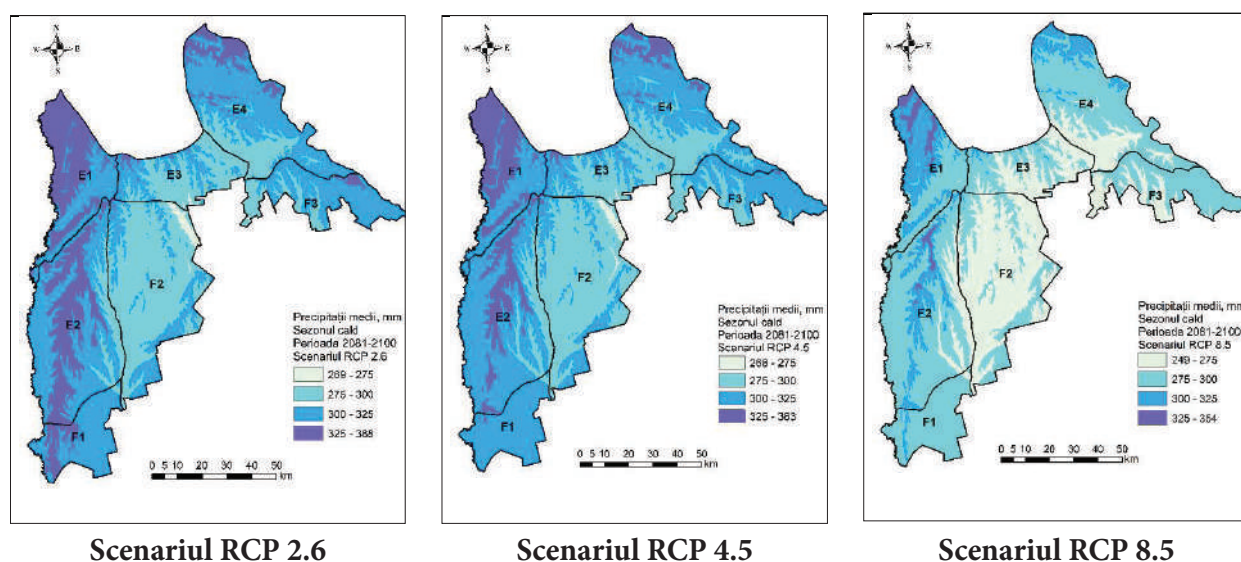 N
W E
S
E4
E1
E3
F3
F2
E2
F1
Precipitații medii, mm
Sezonul cald
Perioada 2081-2100
Scenariul RCP 2.6
269 - 275
275 - 300
300 - 325
325 - 388
0 5 10 20 30 40 50
km
Scenariul RCP 2.6
N
W E
S
E4
E1
E3
F3
F2
E2
F1
Precipitații medii, mm
Sezonul cald
Perioada 2081-2100
Scenariul RCP 4.5
268 - 275
275 - 300
300 - 325
325 - 383
0 5 10 20 30 40 50
km
Scenariul RCP 4.5
N
W E
S
E4
E1
E3
F3
F2
E2
F1
Precipitații medii, mm
Sezonul cald
Perioada 2081-2100
Scenariul RCP 8.5
249 - 275
275 - 300
300 - 325
325 - 354
0 5 10 20 30 40 50
km
Scenariul RCP 8.5